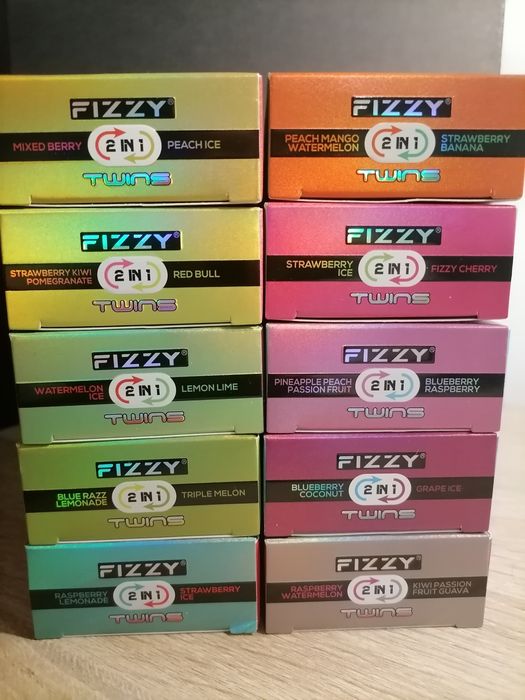 FIZZY®
MIXED BERRY 2 IN 1 PEACH ICE
TWINS
FIZZY®
PEACH MANGO
WATERMELON 2 IN 1 STRAWBERRY
BANANA
TWINS
FIZZY®
STRAWBERRY KIWI
POMEGRANATE 2 IN 1 RED BULL
TWINS
FIZZY®
STRAWBERRY
ICE 2 IN 1 FIZZY CHERRY
TWINS
FIZZY®
WATERMELON
ICE 2 IN 1 LEMON LIME
TWINS
FIZZY®
PINEAPPLE PEACH
PASSION FRUIT 2 IN 1 BLUEBERRY
RASPBERRY
TWINS
FIZZY®
BLUE RAZZ
LEMONADE 2 IN 1 TRIPLE MELON
TWINS
FIZZY®
BLUEBERRY
COCONUT 2 IN 1 GRAPE ICE
TWINS
FIZZY®
RASPBERRY
LEMONADE 2 IN 1 STRAWBERRY
ICE
TWINS
FIZZY®
RASPBERRY
WATERMELON 2 IN 1 KIWI PASSION
FRUIT GUAVA
TWINS